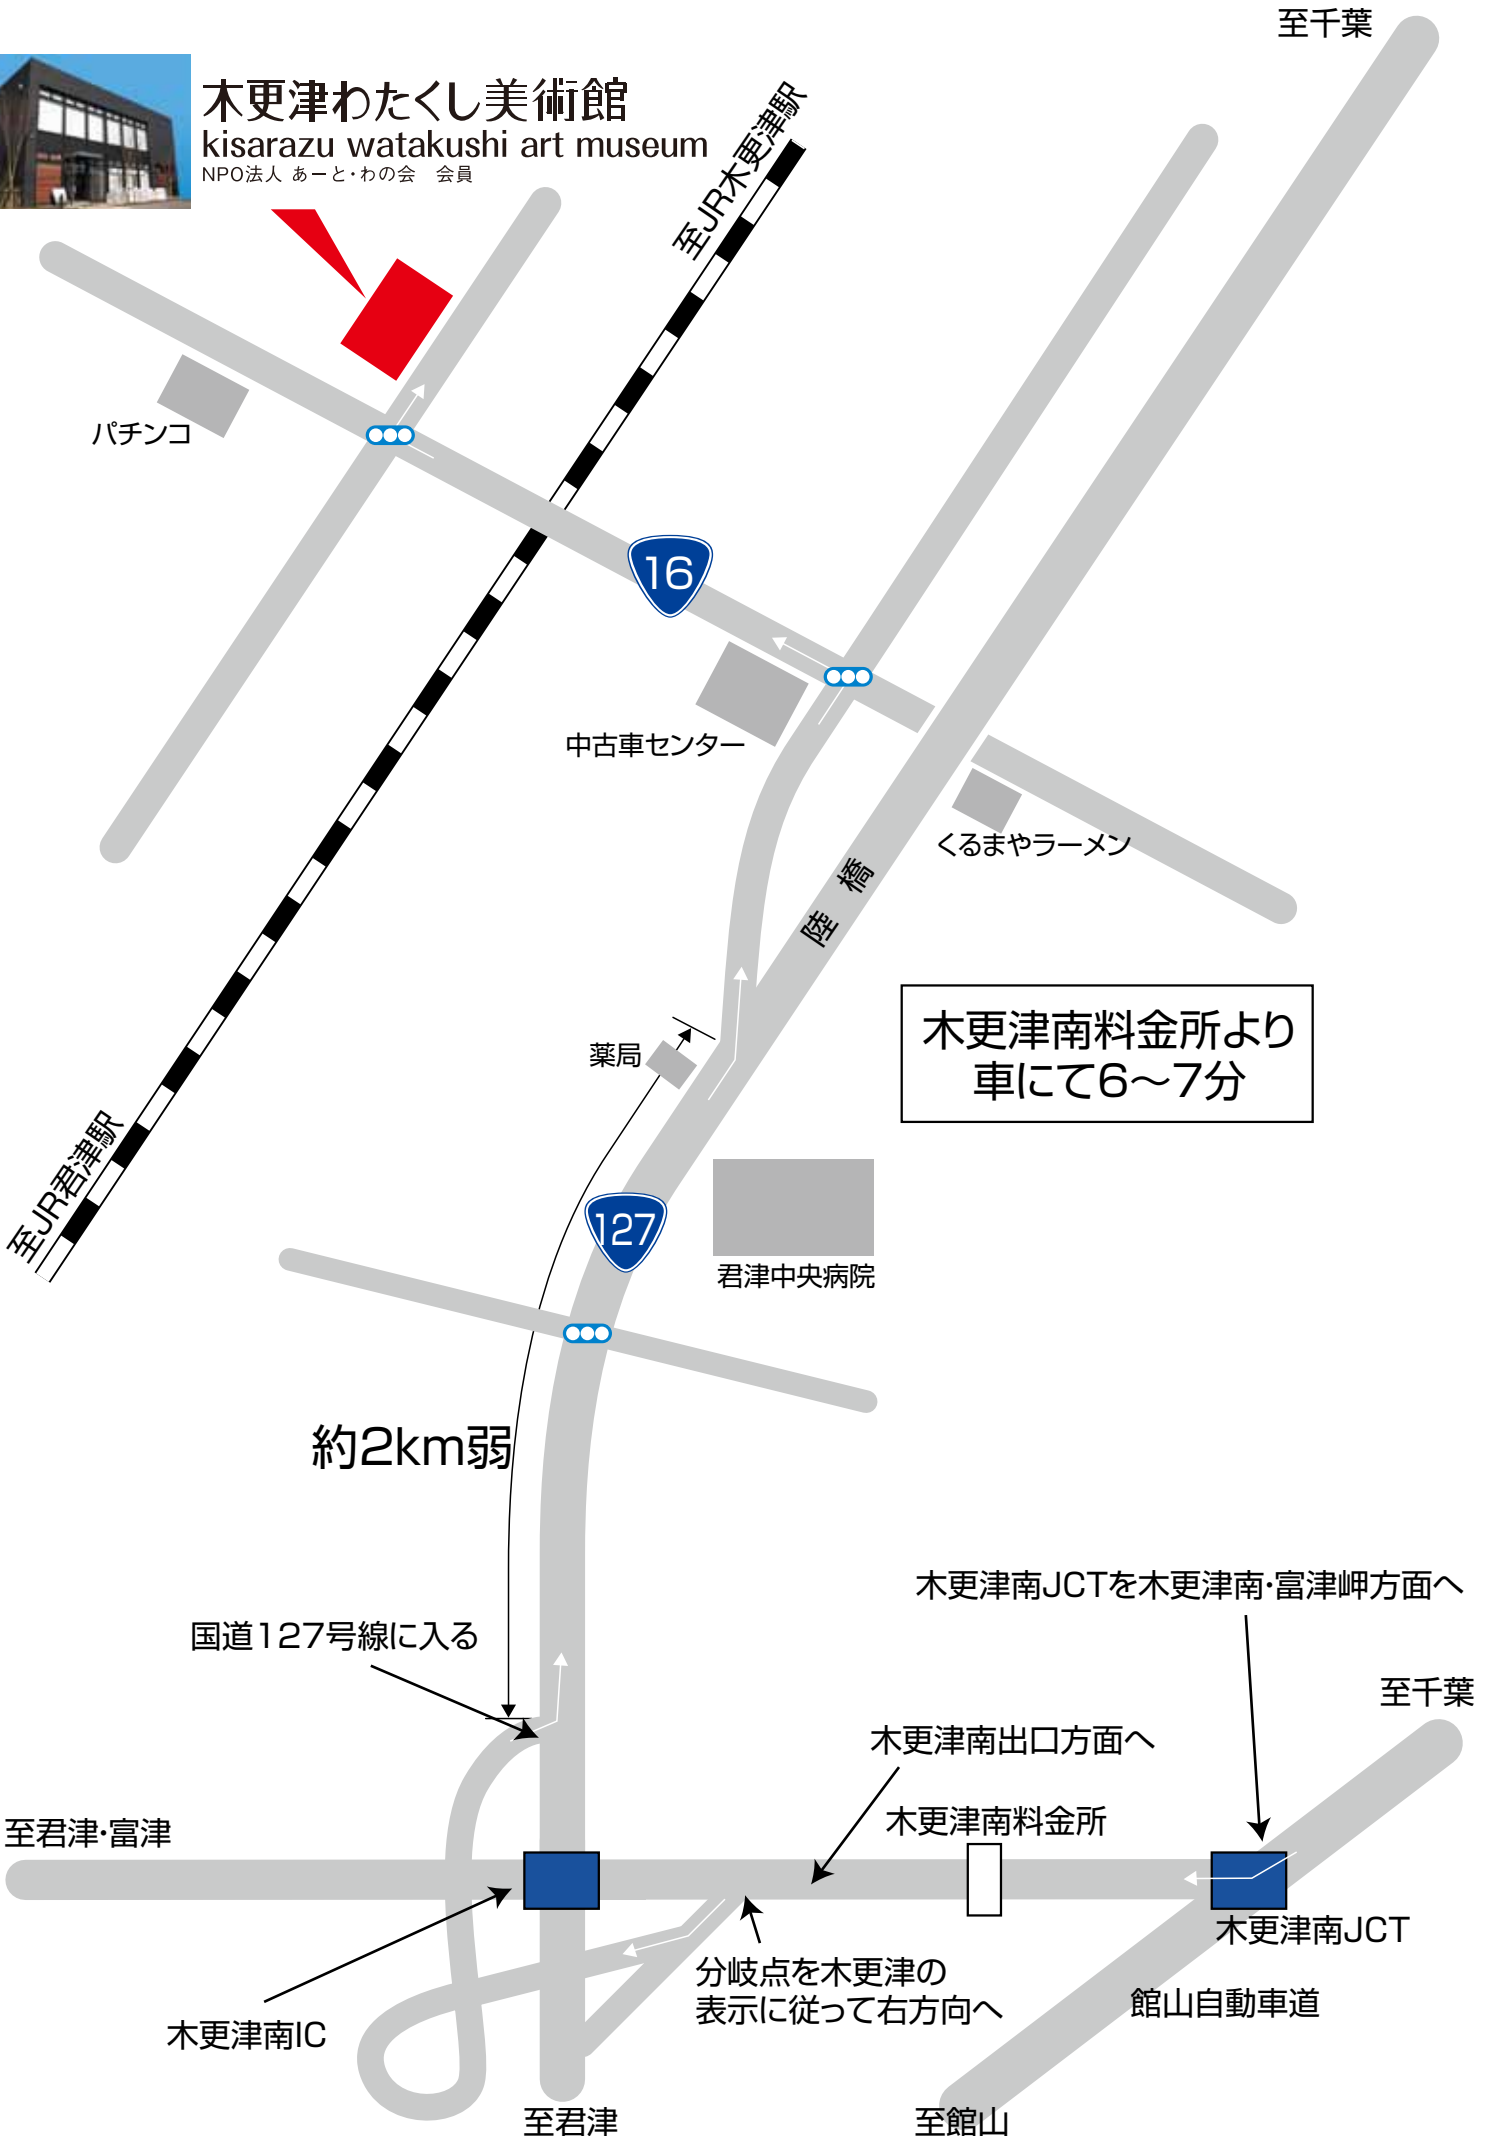 至千葉
木更津わたくし美術館
kisarazu watakushi art museum
NPO法人 あーと・わの会　会員
至JR木更津駅
パチンコ
16
中古車センター
くるまやラーメン
陸　橋
木更津南料金所より
車にて6〜7分
薬局
至JR君津駅
127
君津中央病院
約2km弱
木更津南JCTを木更津南・富津岬方面へ
国道127号線に入る
至千葉
木更津南出口方面へ
木更津南料金所
至君津・富津
木更津南JCT
分岐点を木更津の
表示に従って右方向へ
館山自動車道
木更津南IC
至君津
至館山